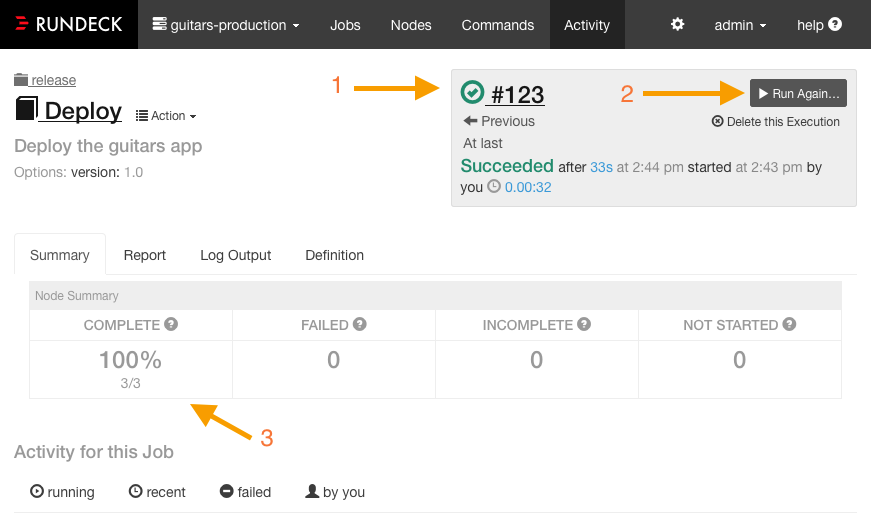 RUNDECK guitars-production Jobs Nodes Commands Activity admin help
release
Deploy Action
Deploy the guitars app
Options: version: 1.0
1
#123
2
Run Again...
Previous
Delete this Execution
At last
Succeeded after 33s at 2:44 pm started at 2:43 pm by
you 0.00:32
Summary Report Log Output Definition
Node Summary
COMPLETE FAILED INCOMPLETE NOT STARTED
100% 0 0 0
3/3
3
Activity for this Job
running recent failed by you